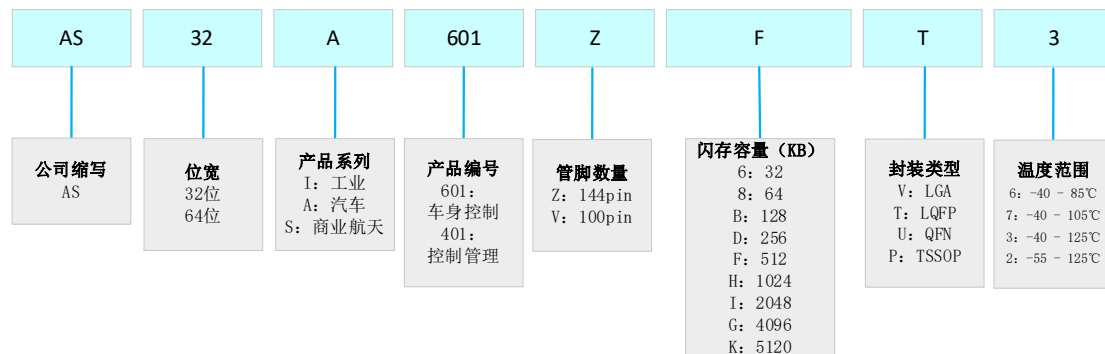 AS
32
A
601
Z
F
T
3
公司缩写
AS
位宽
32位
64位
产品系列
I: 工业
A: 汽车
S: 商业航天
产品编号
601:
车身控制
401:
控制管理
管脚数量
Z: 144pin
V: 100pin
闪存容量（KB）
6: 32
8: 64
B: 128
D: 256
F: 512
H: 1024
I: 2048
G: 4096
K: 5120
封装类型
V: LGA
T: LQFP
U: QFN
P: TSSOP
温度范围
6: -40 - 85℃
7: -40 - 105℃
3: -40 - 125℃
2: -55 - 125℃